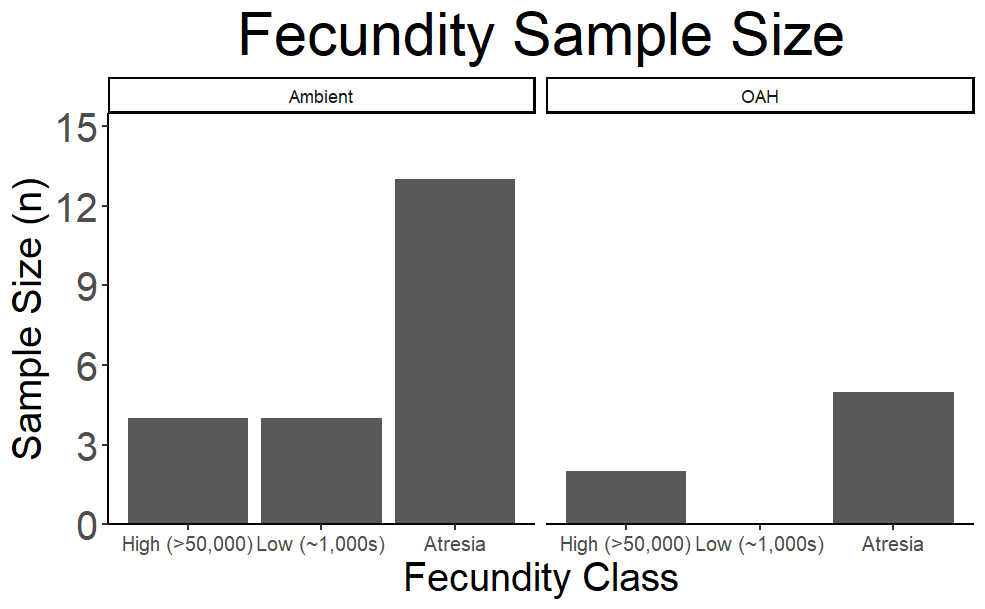 Fecundity Sample Size
Ambient
OAH
Sample Size (n)
15
12
9
6
3
0
High (>50,000) Low (~1,000s) Atresia
High (>50,000) Low (~1,000s) Atresia
Fecundity Class